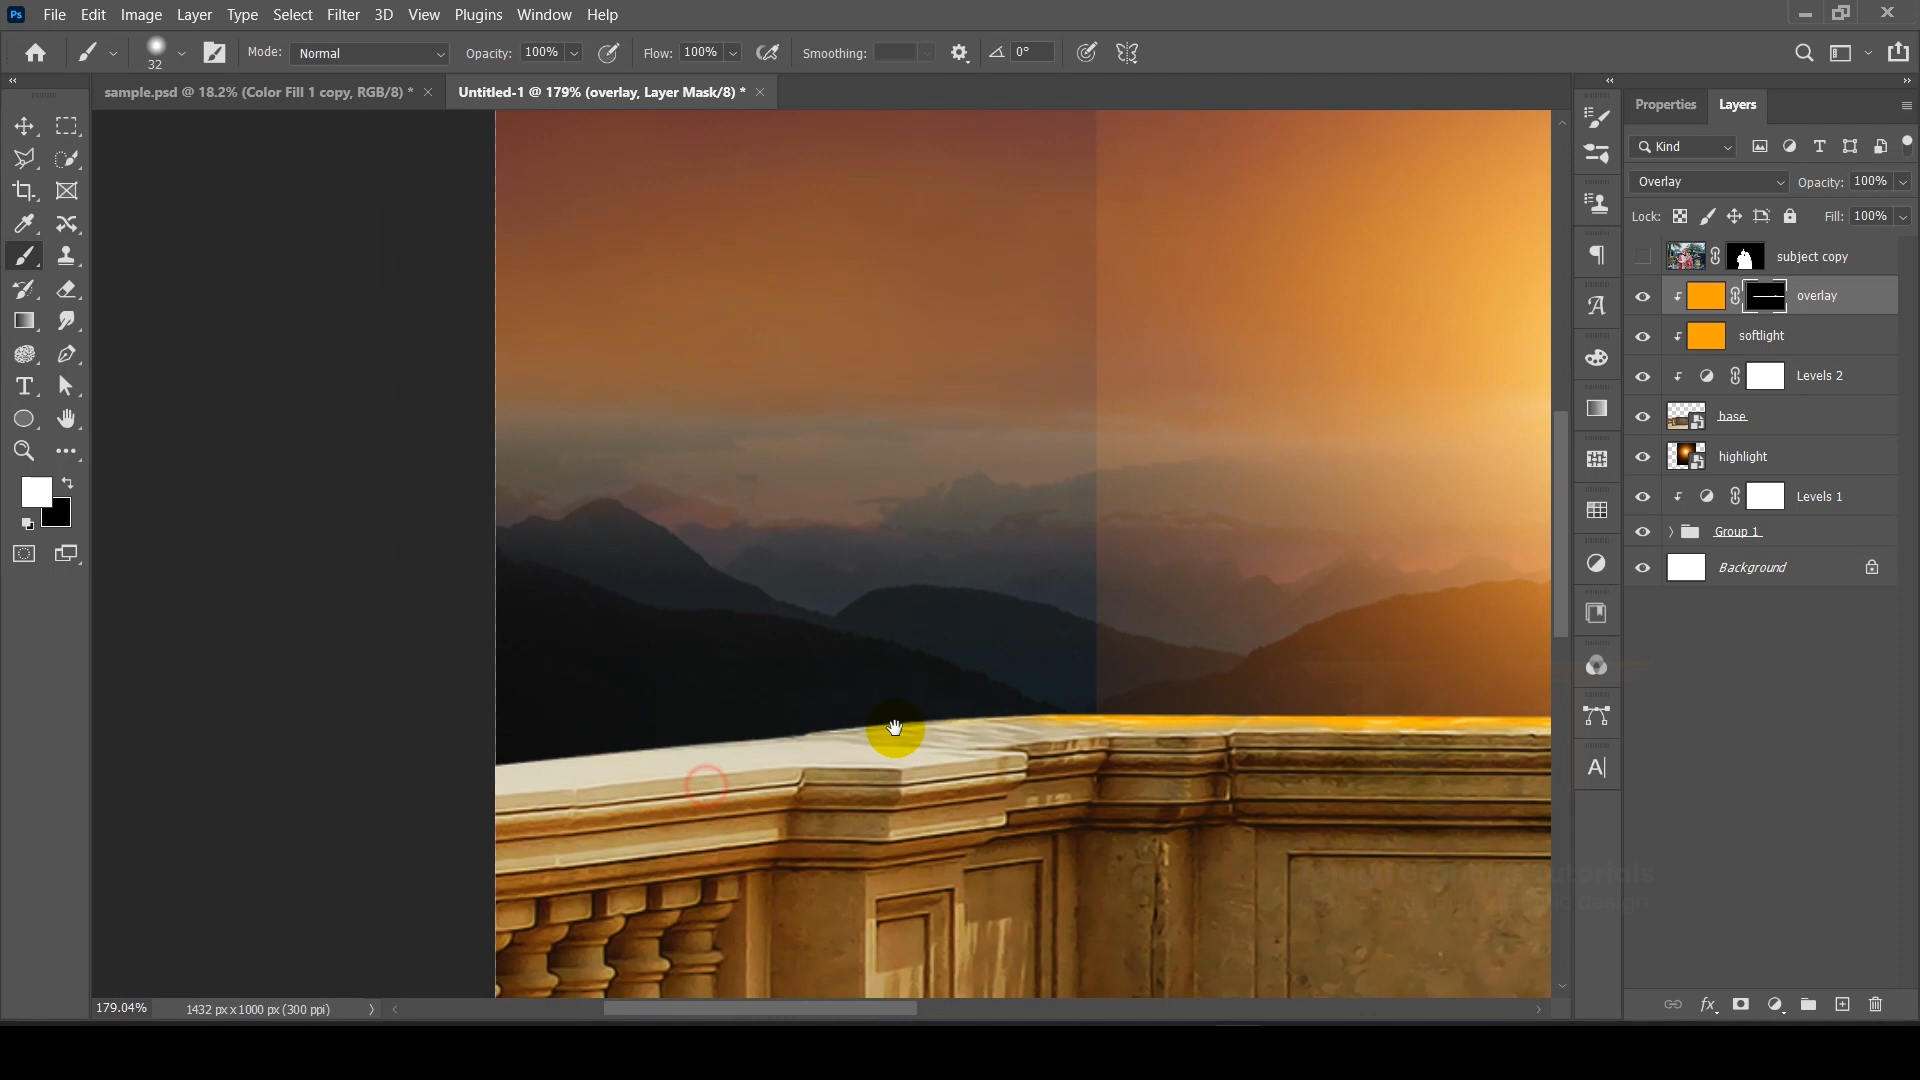 Ps File Edit Image Layer Type Select Filter 3D View Plugins Window Help
32 Mode: Normal Opacity: 100% Flow: 100% Smoothing: 0°
sample.psd @ 18.2% (Color Fill 1 copy, RGB/8) *
Untitled-1 @ 179% (overlay, Layer Mask/8) *
Properties Layers
Kind
Overlay Opacity: 100%
Lock: Fill: 100%
subject copy
overlay
softlight
Levels 2
base
highlight
Levels 1
Group 1
Background
179.04% 1432 px x 1000 px (300 ppi)